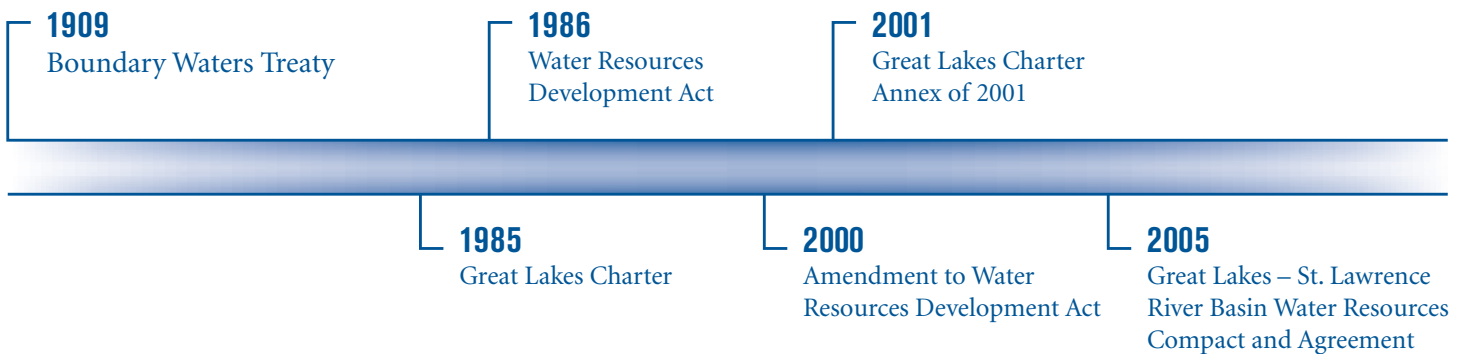 1909
Boundary Waters Treaty
1986
Water Resources
Development Act
2001
Great Lakes Charter
Annex of 2001
1985
Great Lakes Charter
2000
Amendment to Water
Resources Development Act
2005
Great Lakes – St. Lawrence
River Basin Water Resources
Compact and Agreement